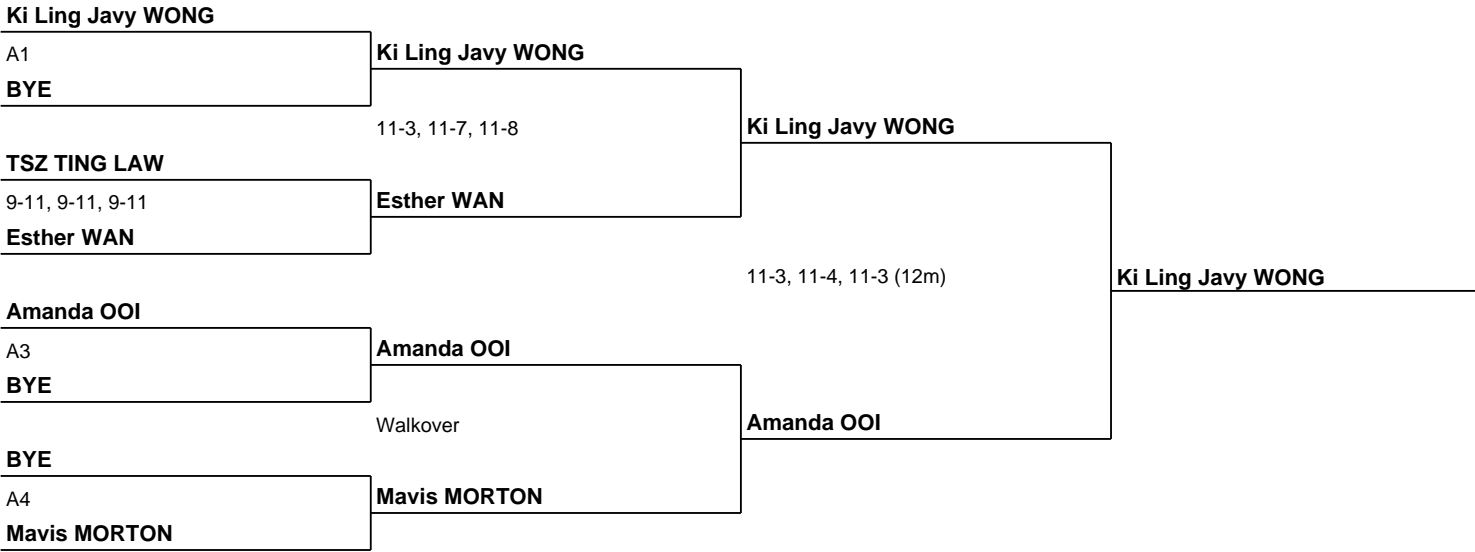 Ki Ling Javy WONG
A1
BYE
TSZ TING LAW
9-11, 9-11, 9-11
Esther WAN
Amanda OOI
A3
BYE
BYE
A4
Mavis MORTON
Ki Ling Javy WONG
11-3, 11-7, 11-8
Esther WAN
Amanda OOI
Walkover
Mavis MORTON
Ki Ling Javy WONG
11-3, 11-4, 11-3 (12m)
Amanda OOI
Ki Ling Javy WONG